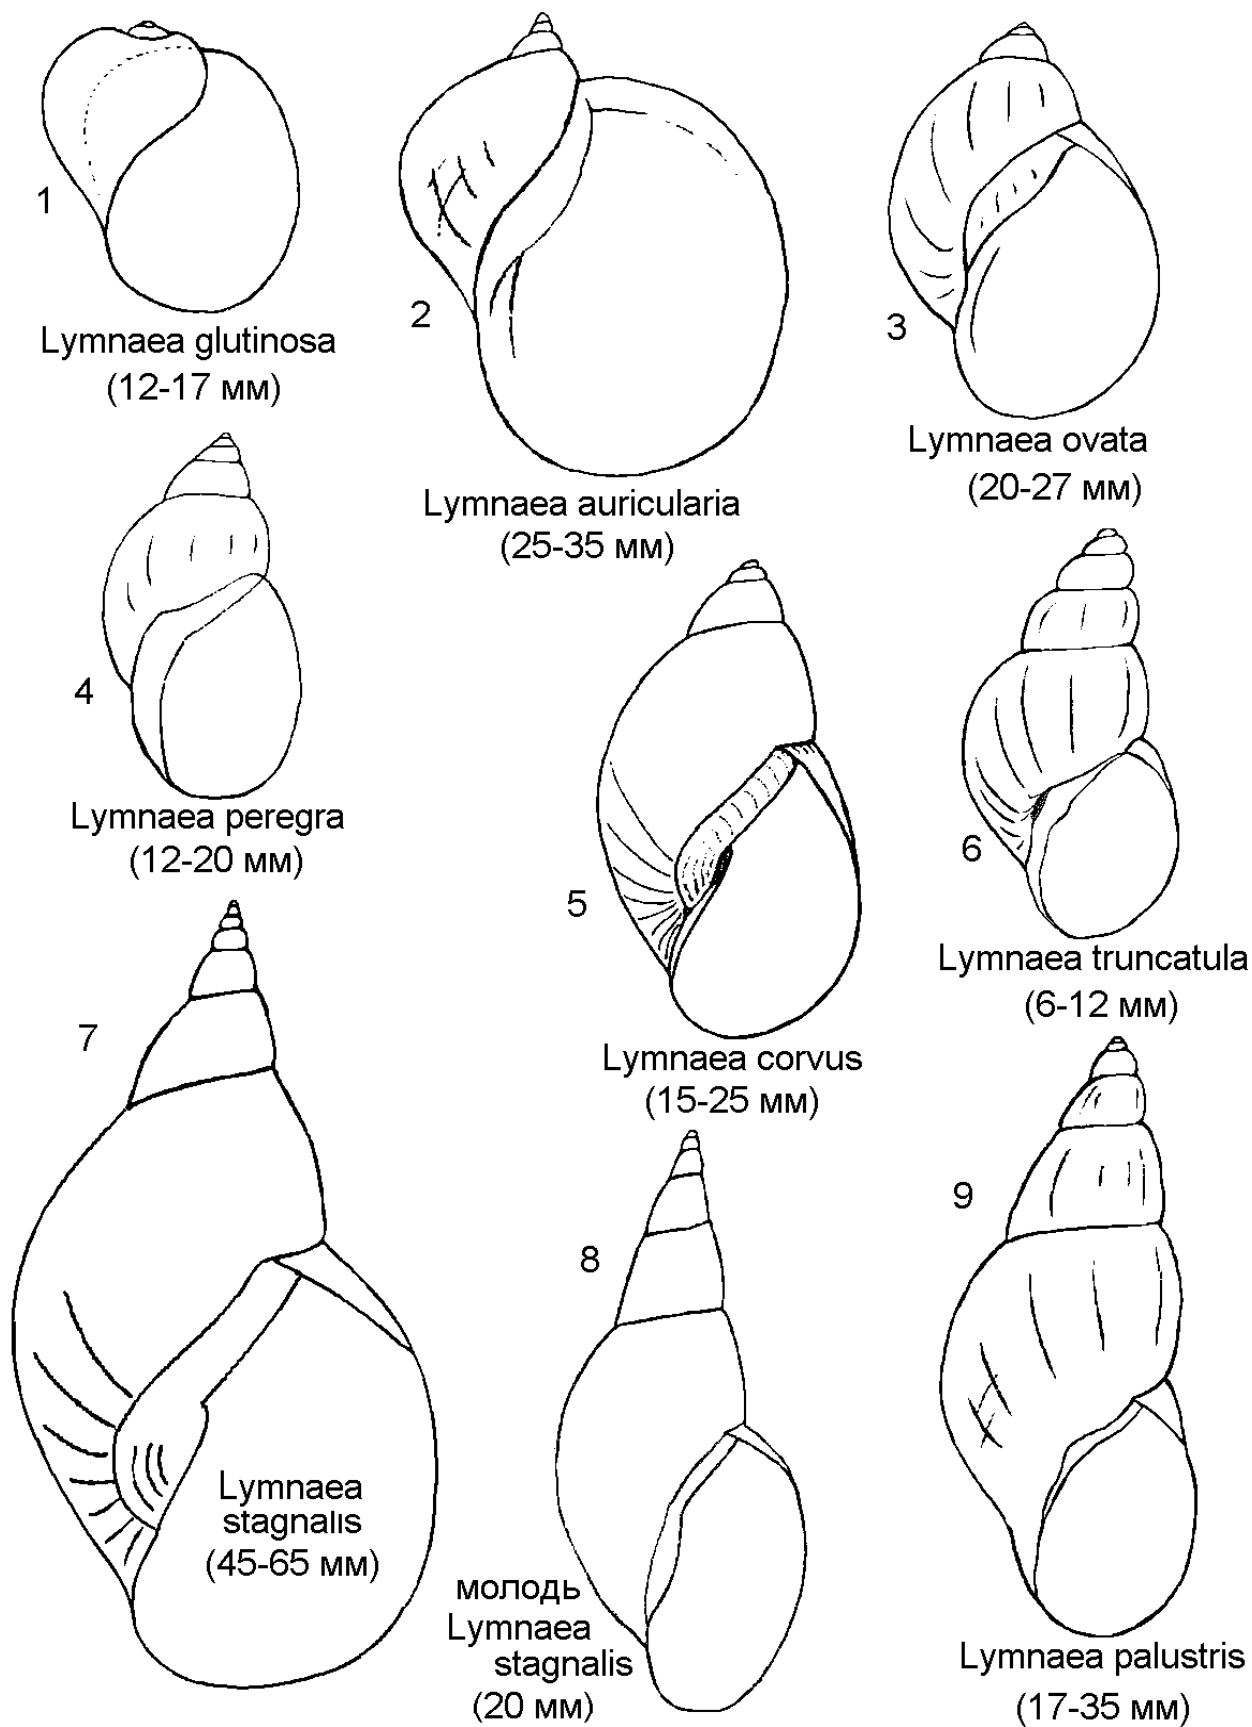 1
Lymnaea glutinosa
(12-17 мм)
2
Lymnaea auricularia
(25-35 мм)
3
Lymnaea ovata
(20-27 мм)
4
Lymnaea peregra
(12-20 мм)
5
Lymnaea corvus
(15-25 мм)
6
Lymnaea truncatula
(6-12 мм)
7
Lymnaea
stagnalis
(45-65 мм)
8
молодь
Lymnaea
stagnalis
(20 мм)
9
Lymnaea palustris
(17-35 мм)